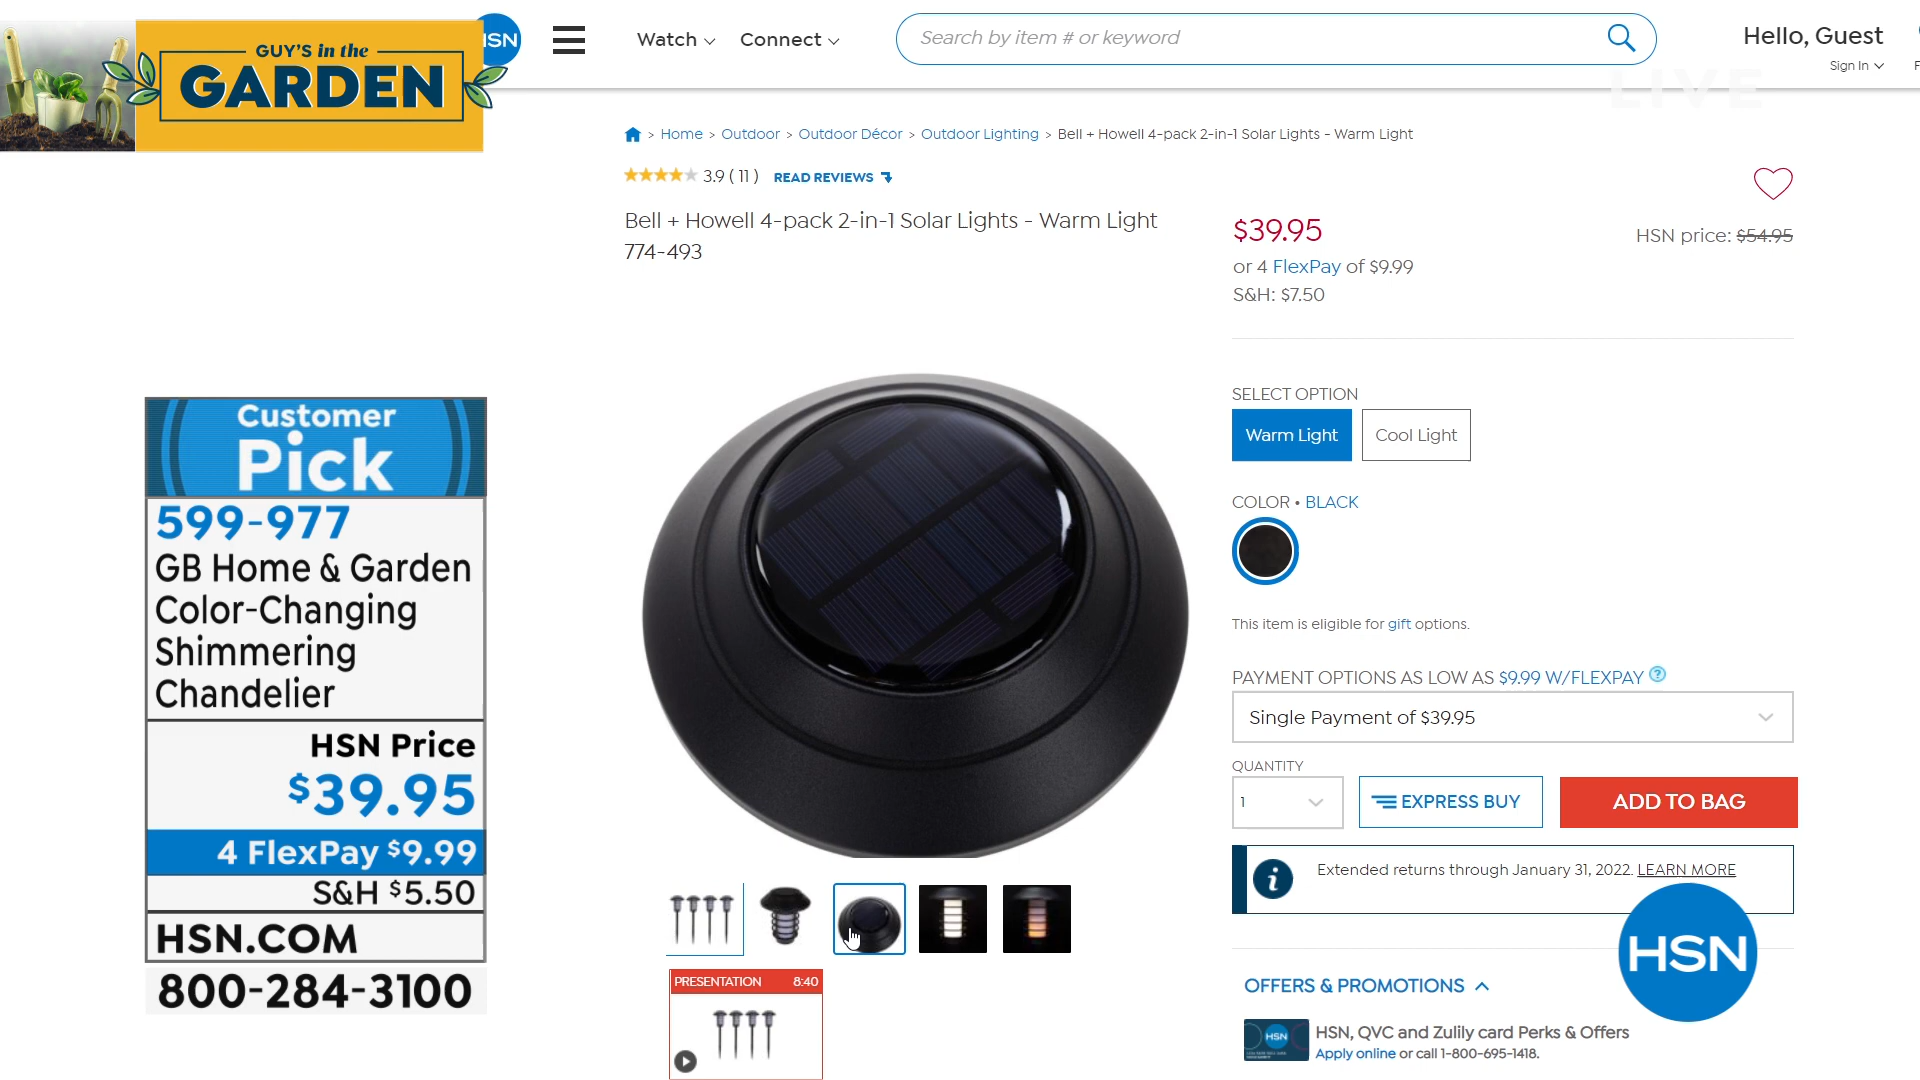 GUY'S in the
GARDEN
HSN
Watch
Connect
Search by item # or keyword
Hello, Guest
Sign In
F
LIVE
> Home > Outdoor > Outdoor Décor > Outdoor Lighting > Bell + Howell 4-pack 2-in-1 Solar Lights - Warm Light
3.9 ( 11 ) READ REVIEWS
Bell + Howell 4-pack 2-in-1 Solar Lights - Warm Light
774-493
$39.95
HSN price: $54.95
or 4 FlexPay of $9.99
S&H: $7.50
SELECT OPTION
Warm Light
Cool Light
COLOR • BLACK
This item is eligible for gift options.
PAYMENT OPTIONS AS LOW AS $9.99 W/FLEXPAY ?
Single Payment of $39.95
QUANTITY
1
EXPRESS BUY
ADD TO BAG
i
Extended returns through January 31, 2022. LEARN MORE
OFFERS & PROMOTIONS
HSN
HSN
HSN, QVC and Zulily card Perks & Offers
Apply online or call 1-800-695-1418.
PRESENTATION 8:40
Customer
Pick
599-977
GB Home & Garden
Color-Changing
Shimmering
Chandelier
HSN Price
$39.95
4 FlexPay $9.99
S&H $5.50
HSN.COM
800-284-3100